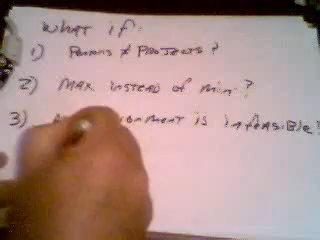 WHAT if:
1) PERSONS ≠ PROJECTS?
2) MAX. INSTEAD OF MIN?
3) IS INFEASIBLE?